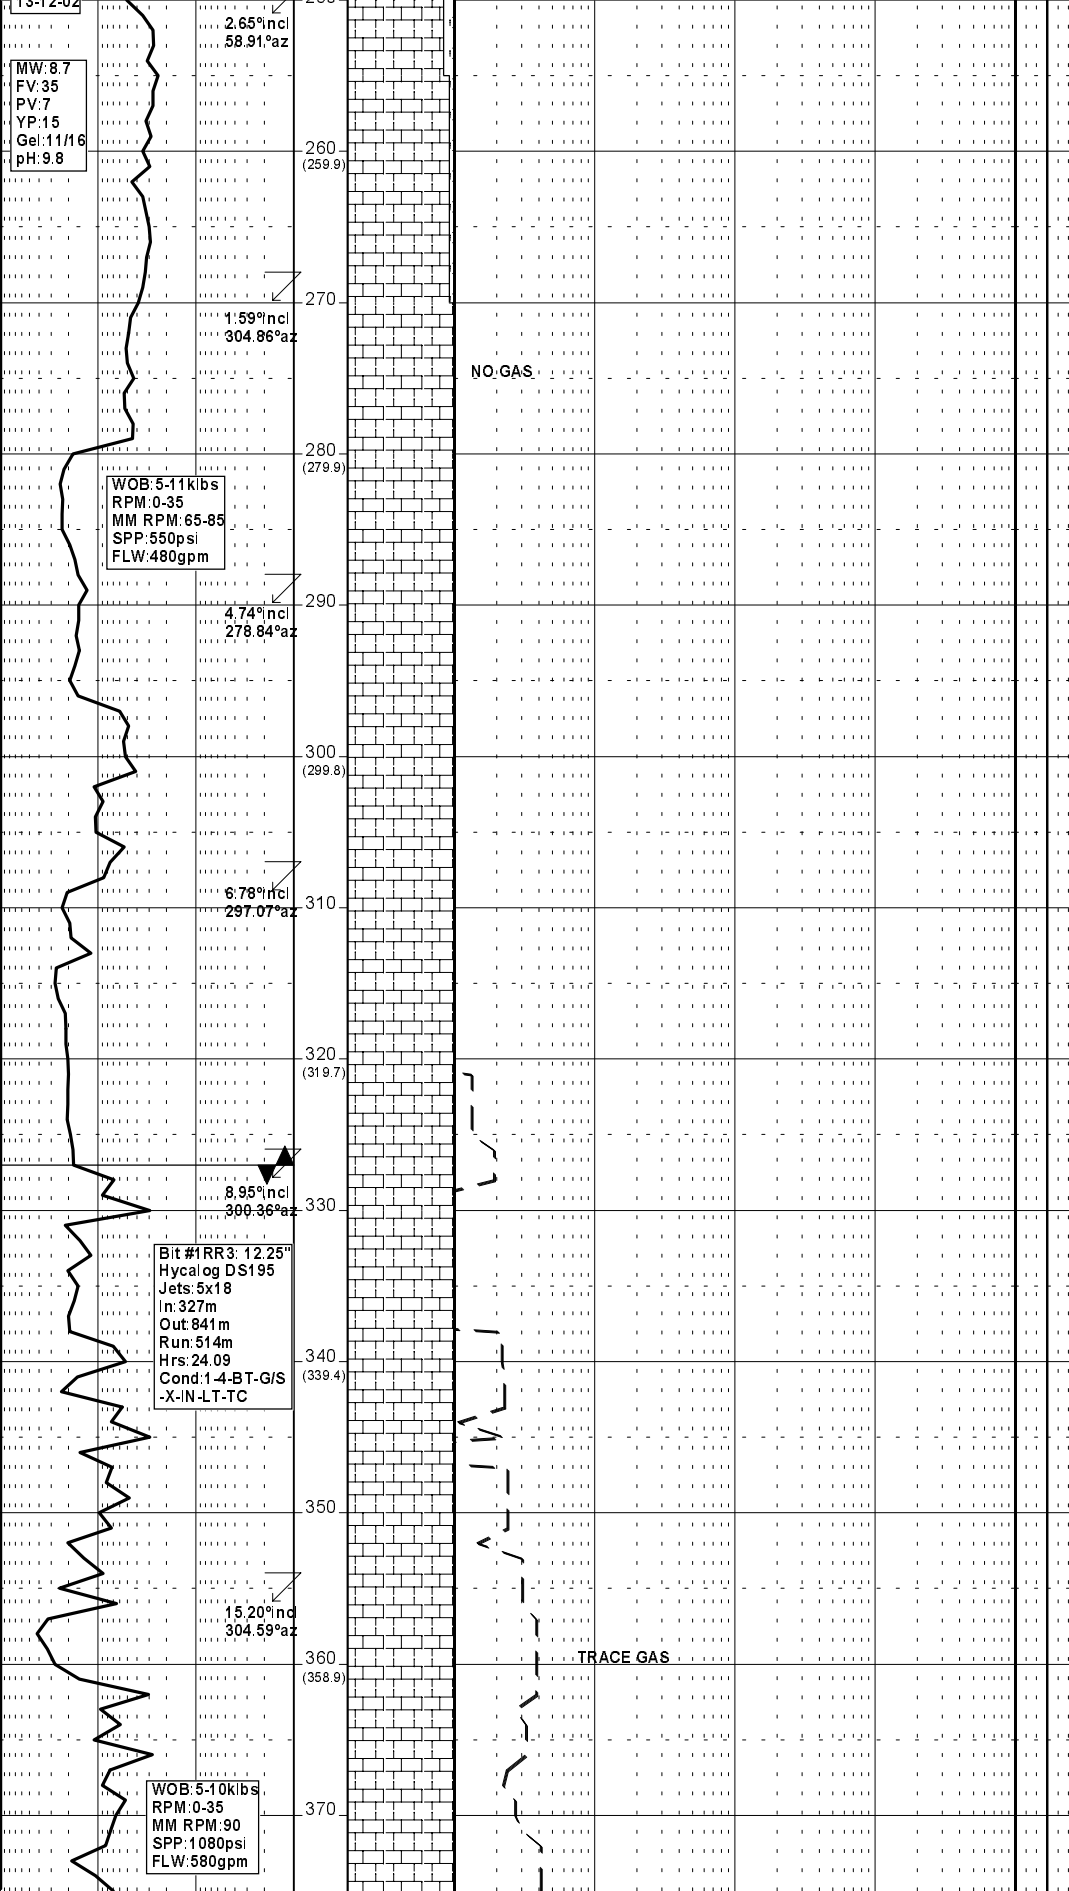 13-12-02
2.65°incl
58.91°az
MW:8.7
FV:35
PV:7
YP:15
Gel:11/16
pH:9.8
260
(259.9)
270
1.59°incl
304.86°az
NO GAS
280
(279.9)
WOB:5-11klbs
RPM:0-35
MM RPM:65-85
SPP:550psi
FLW:480gpm
290
4.74°incl
278.84°az
300
(299.8)
6.78°incl
297.07°az
310
320
(319.7)
8.95°incl
300.36°az
330
Bit #1RR3: 12.25"
Hycalog DS195
Jets:5x18
In:327m
Out:841m
Run:514m
Hrs:24.09
Cond:1-4-BT-G/S
-X-IN-LT-TC
340
(339.4)
350
15.20°incl
304.59°az
360
(358.9)
TRACE GAS
WOB:5-10klbs
RPM:0-35
MM RPM:90
SPP:1080psi
FLW:580gpm
370